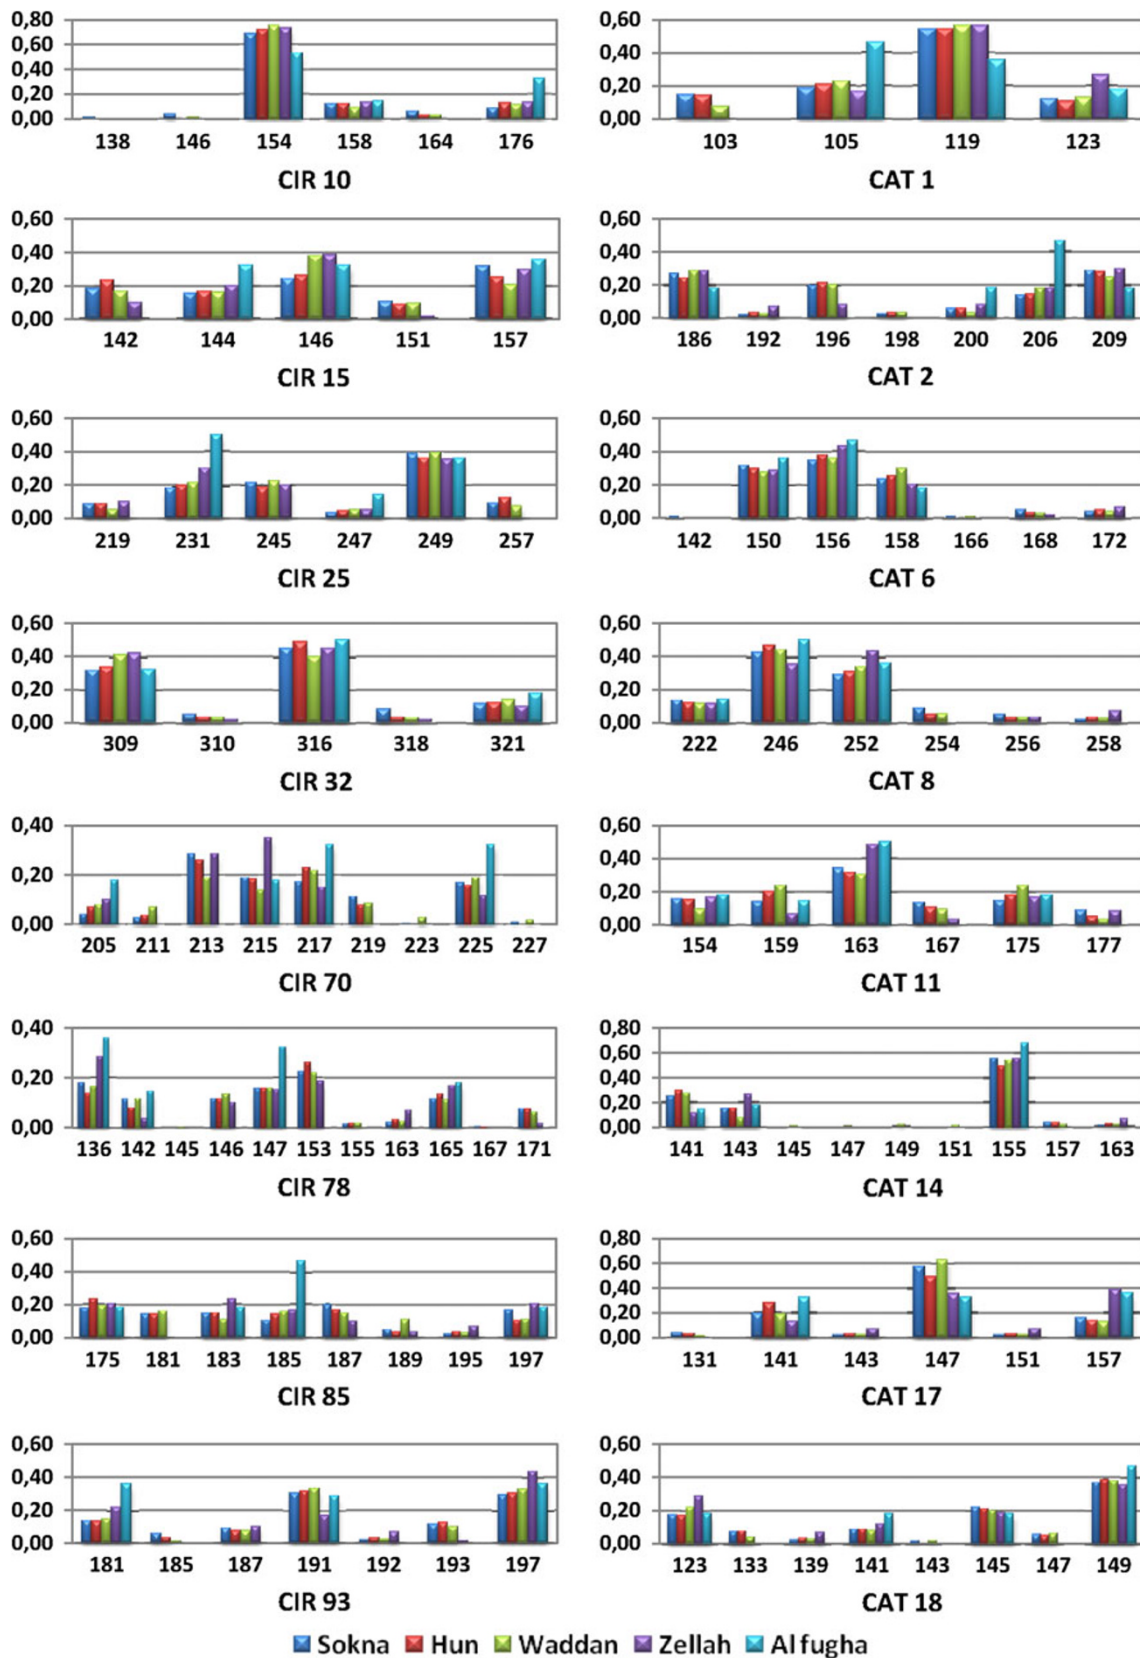 0,80
0,60
0,40
0,20
0,00
138 146 154 158 164 176
CIR 10
0,60
0,40
0,20
0,00
103 105 119 123
CAT 1
0,60
0,40
0,20
0,00
142 144 146 151 157
CIR 15
0,60
0,40
0,20
0,00
186 192 196 198 200 206 209
CAT 2
0,60
0,40
0,20
0,00
219 231 245 247 249 257
CIR 25
0,60
0,40
0,20
0,00
142 150 156 158 166 168 172
CAT 6
0,60
0,40
0,20
0,00
309 310 316 318 321
CIR 32
0,60
0,40
0,20
0,00
222 246 252 254 256 258
CAT 8
0,40
0,20
0,00
205 211 213 215 217 219 223 225 227
CIR 70
0,60
0,40
0,20
0,00
154 159 163 167 175 177
CAT 11
0,40
0,20
0,00
136 142 145 146 147 153 155 163 165 167 171
CIR 78
0,80
0,60
0,40
0,20
0,00
141 143 145 147 149 151 155 157 163
CAT 14
0,60
0,40
0,20
0,00
175 181 183 185 187 189 195 197
CIR 85
0,80
0,60
0,40
0,20
0,00
131 141 143 147 151 157
CAT 17
0,60
0,40
0,20
0,00
181 185 187 191 192 193 197
CIR 93
0,60
0,40
0,20
0,00
123 133 139 141 143 145 147 149
CAT 18
Sokna Hun Waddan Zellah Al fugha